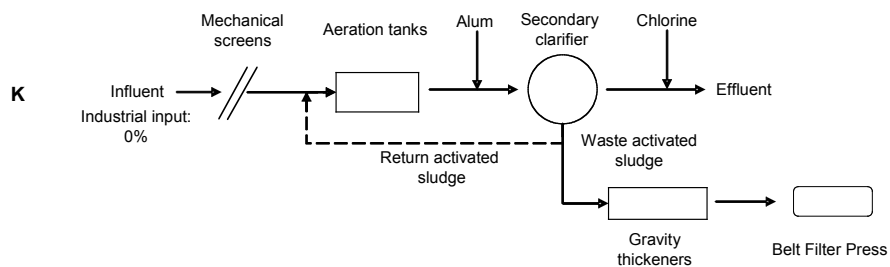 Mechanical
screens
Aeration tanks
Alum
Secondary
clarifier
Chlorine
K
Influent
Industrial input:
0%
Effluent
Return activated
sludge
Waste activated
sludge
Gravity
thickeners
Belt Filter Press